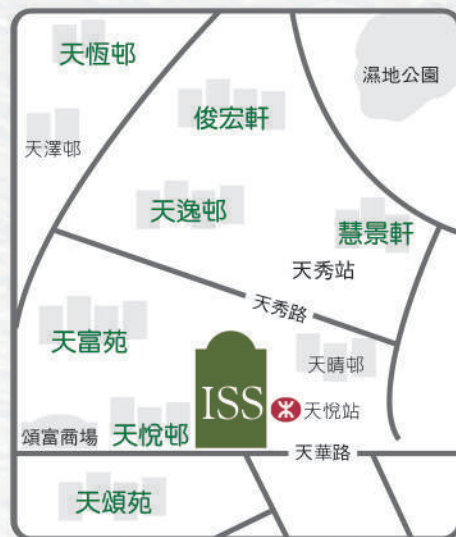 天恆邨
濕地公園
俊宏軒
天澤邨
天逸邨
慧景軒
天秀站
天秀路
天富苑
天晴邨
ISS
天悅站
頌富商場
天悅邨
天華路
天頌苑